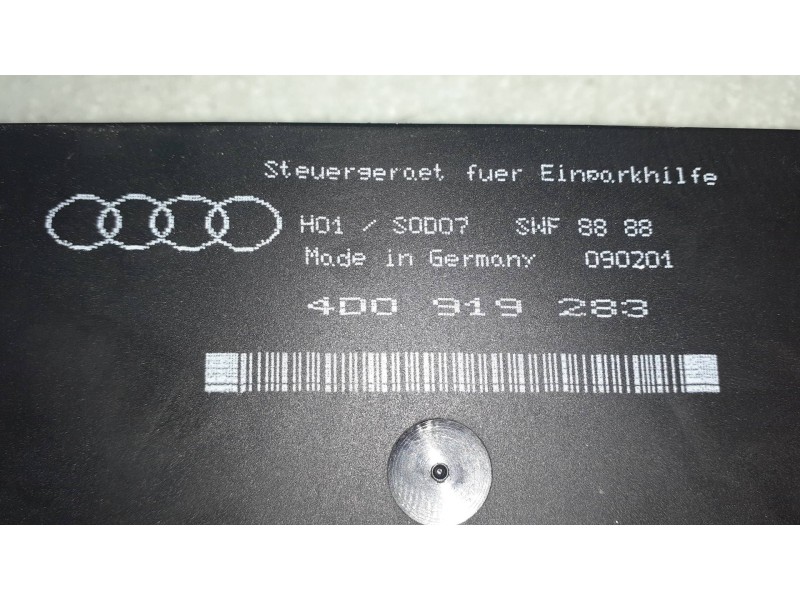 Steuergeraet fuer Einparkhilfe
H01 / S0D07 SWF 88 88
Made in Germany 090201
4D0 919 283